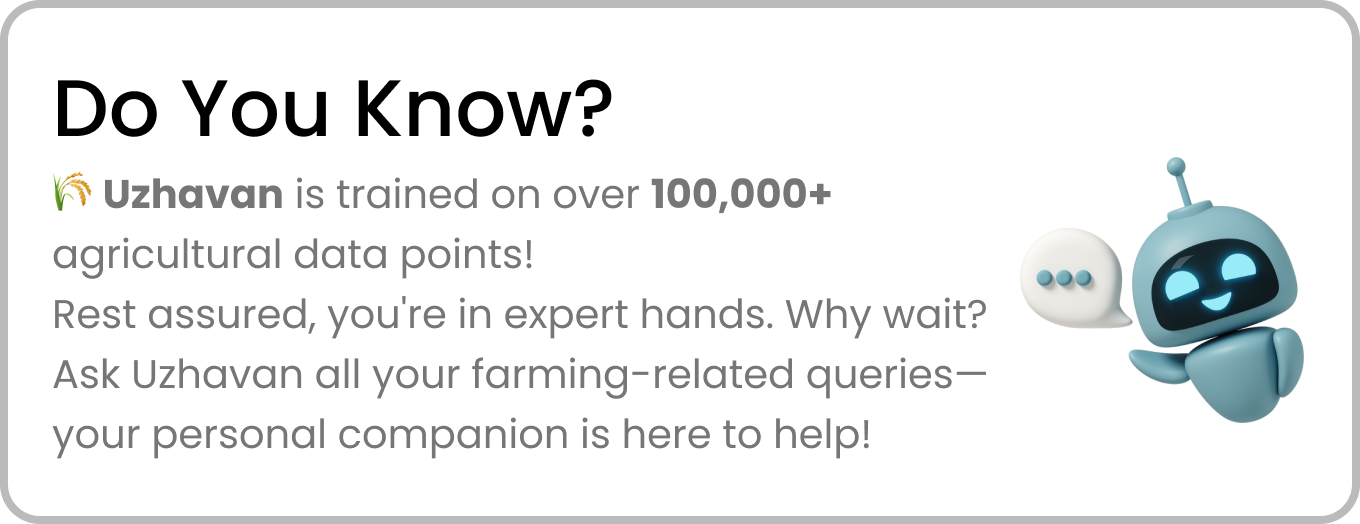 Do You Know?
🌾 Uzhavan is trained on over 100,000+
agricultural data points!
Rest assured, you're in expert hands. Why wait?
Ask Uzhavan all your farming-related queries—
your personal companion is here to help!